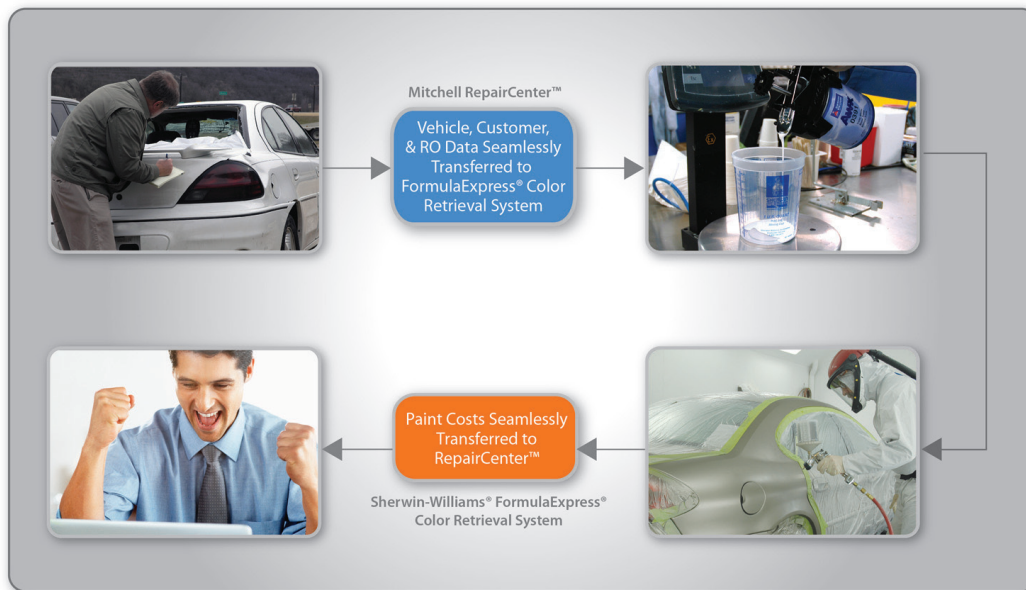 Mitchell RepairCenter™
Vehicle, Customer,
& RO Data Seamlessly
Transferred to
FormulaExpress® Color
Retrieval System
AWX
Paint Costs Seamlessly
Transferred to
RepairCenter™
Sherwin-Williams® FormulaExpress®
Color Retrieval System